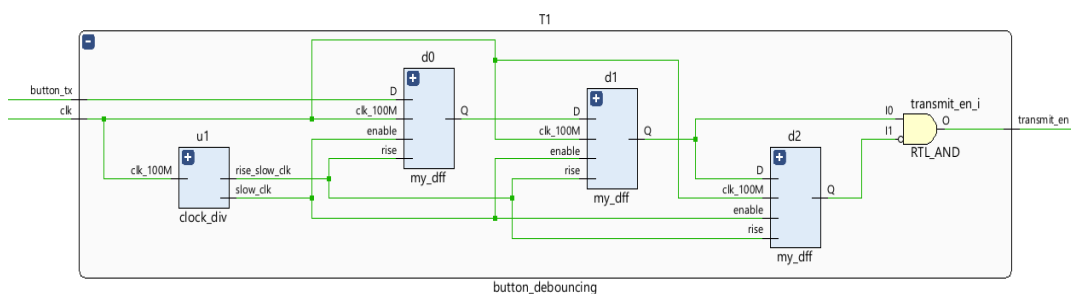 T1
button_tx
clk
u1
clk_100M
rise_slow_clk
slow_clk
clock_div
d0
D
clk_100M
enable
rise
Q
my_dff
d1
D
clk_100M
enable
rise
Q
my_dff
d2
D
clk_100M
enable
rise
Q
my_dff
transmit_en_i
I0
I1
O
RTL_AND
transmit_en
button_debouncing